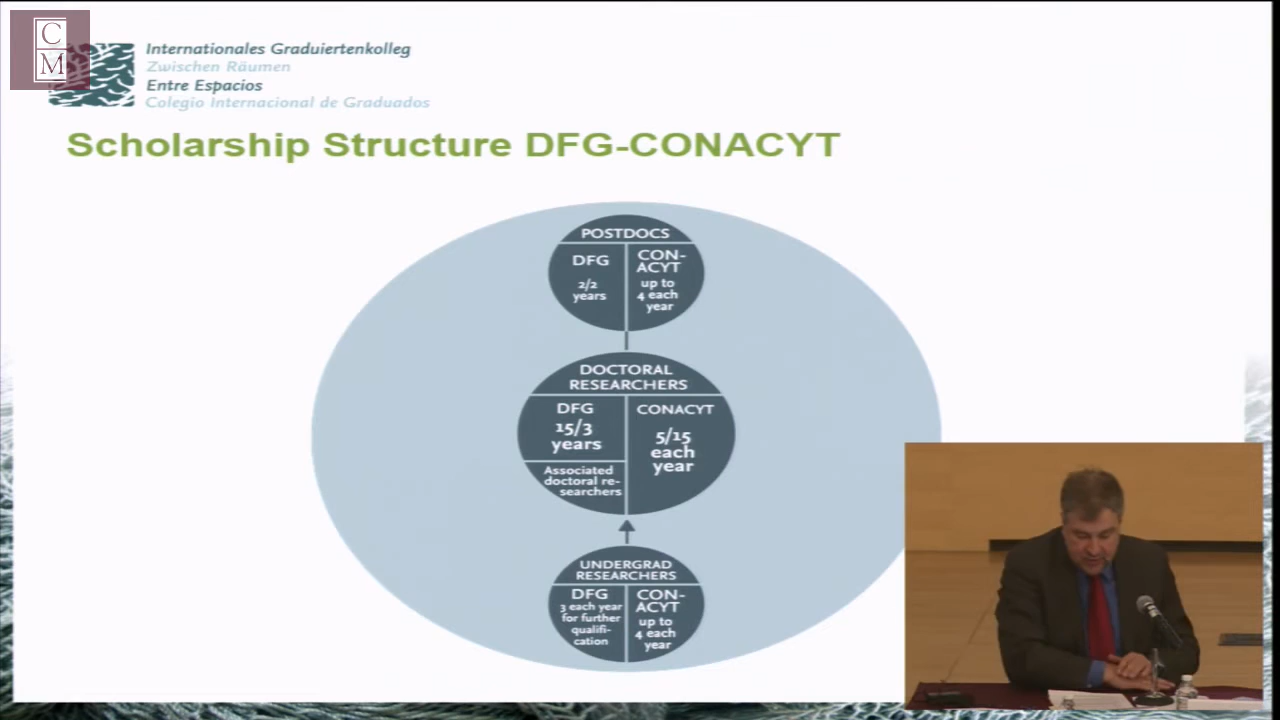 C
M
Internationales Graduiertenkolleg
Zwischen Räumen
Entre Espacios
Colegio Internacional de Graduados
Scholarship Structure DFG-CONACYT
POSTDOCS
DFG
2/2
years
CON-
ACYT
up to
4 each
year
DOCTORAL
RESEARCHERS
DFG
15/3
years
Associated
doctoral re-
searchers
CONACYT
5/15
each
year
UNDERGRAD
RESEARCHERS
DFG
3 each year
for further
qualifi-
cation
CON-
ACYT
up to
4 each
year